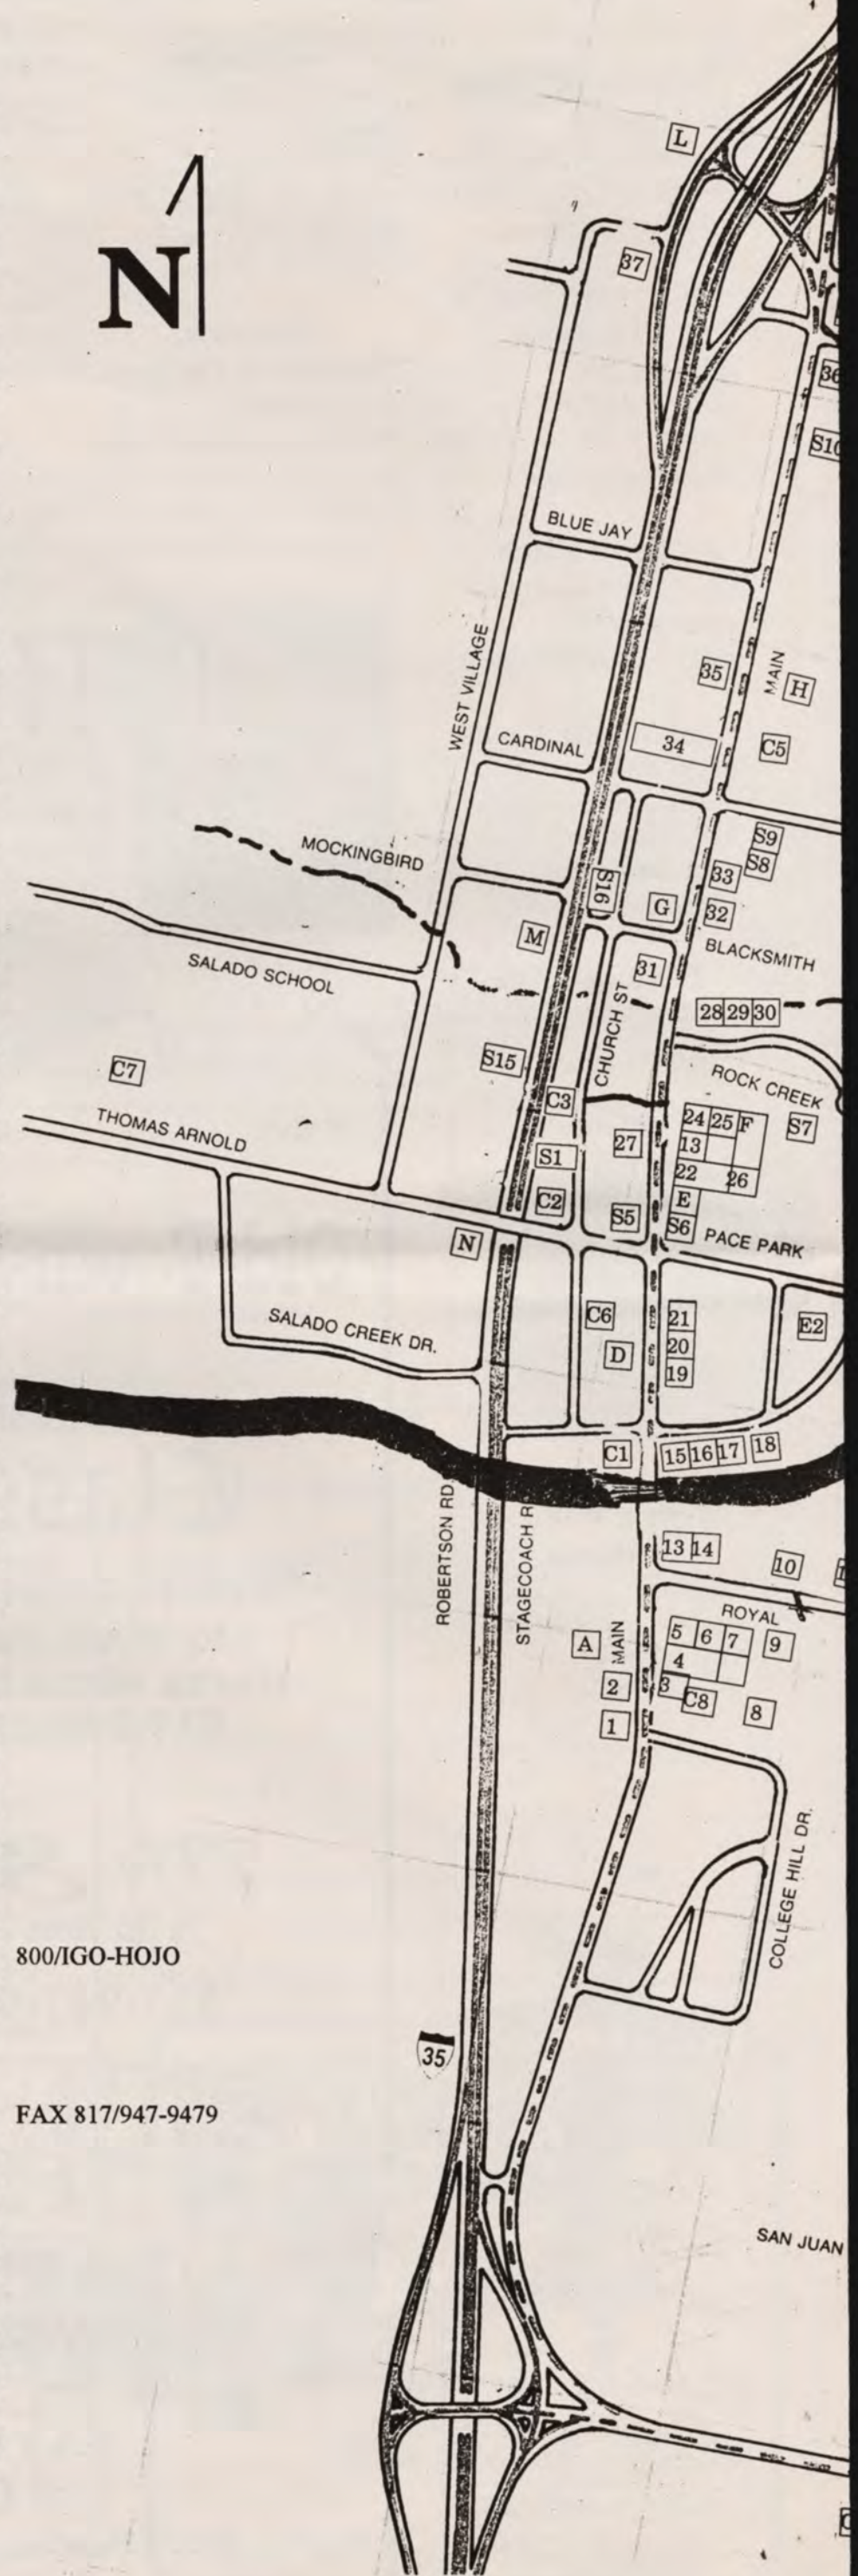 L
N
37
36
S10
BLUE JAY
WEST VILLAGE
35
MAIN
H
CARDINAL
34
C5
S9
S8
MOCKINGBIRD
S16
33
G
32
M
BLACKSMITH
SALADO SCHOOL
31
CHURCH ST
28 29 30
S15
C7
ROCK CREEK
C3
THOMAS ARNOLD
24 25 F
S7
27
13
S1
22 26
C2
E
S5
S6
PACE PARK
N
C6
21
E2
SALADO CREEK DR.
D
20
19
C1
15 16 17 18
ROBERTSON RD
STAGECOACH
13 14
10
ROYAL
A
MAIN
5 6 7 9
4
2
3
C8
8
1
COLLEGE HILL DR.
800/IGO-HOJO
35
FAX 817/947-9479
SAN JUAN